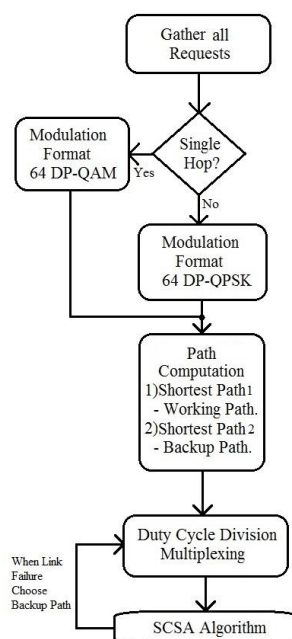 Gather all
Requests
Single
Hop?
Yes
Modulation
Format
64 DP-QAM
No
Modulation
Format
64 DP-QPSK
Path
Computation
1)Shortest Path1
- Working Path.
2)Shortest Path2
- Backup Path.
Duty Cycle Division
Multiplexing
When Link
Failure
Choose
Backup Path
SCSA Algorithm